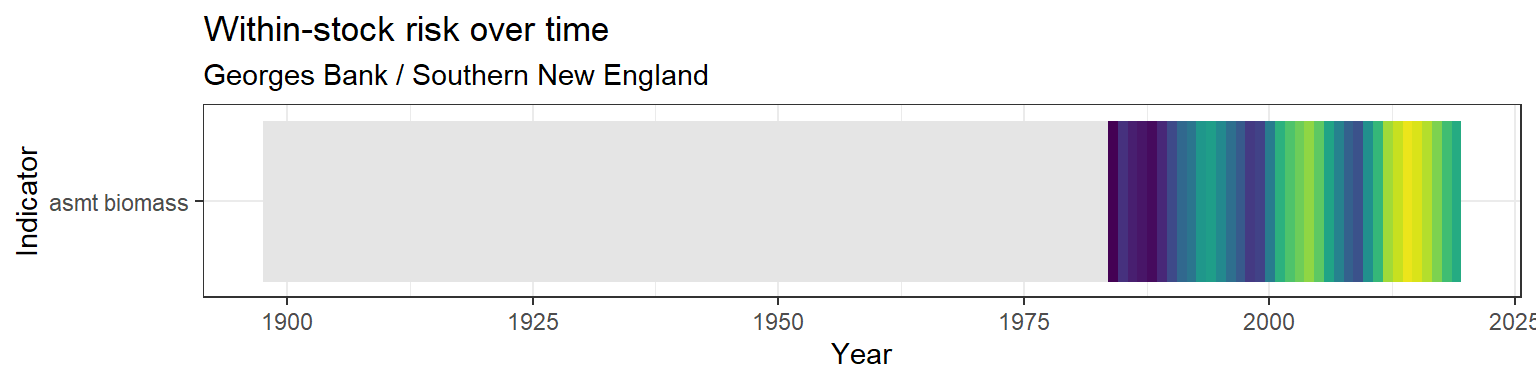 Within-stock risk over time
Georges Bank / Southern New England
Indicator
asmt biomass
1900 1925 1950 1975 2000 2025
Year